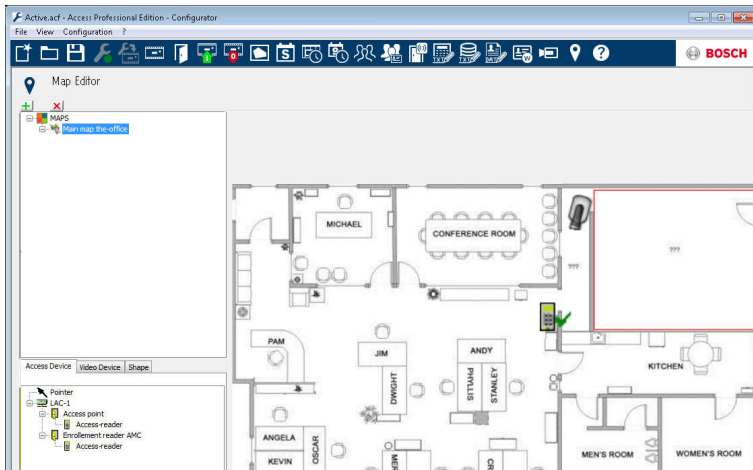 Active.acf - Access Professional Edition - Configurator
File View Configuration ?
BOSCH
Map Editor
MAPS
Main map the-office
MICHAEL
CONFERENCE ROOM
???
???
PAM
JIM
ANDY
KITCHEN
DWIGHT
PHYLLIS
STANLEY
ANGELA
OSCAR
KEVIN
MEN'S ROOM
WOMEN'S ROOM
Access Device Video Device Shape
Pointer
LAC-1
Access point
Access-reader
Enrollement reader AMC
Access-reader